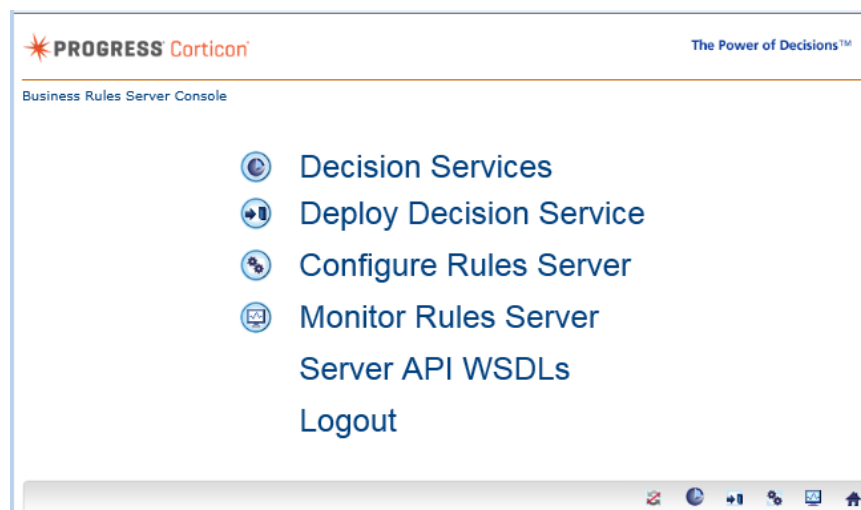 PROGRESS Corticon
The Power of Decisions™
Business Rules Server Console
Decision Services
Deploy Decision Service
Configure Rules Server
Monitor Rules Server
Server API WSDLs
Logout